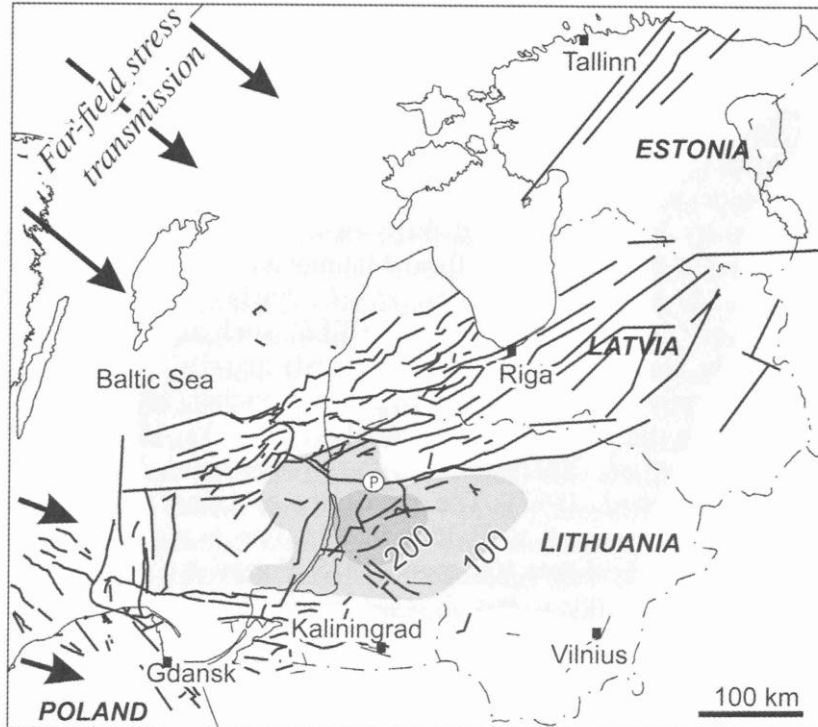 Far-field stress
transmission
Tallinn
ESTONIA
LATVIA
Riga
Baltic Sea
P
200
100
LITHUANIA
Kaliningrad
Vilnius
Gdansk
POLAND
100 km